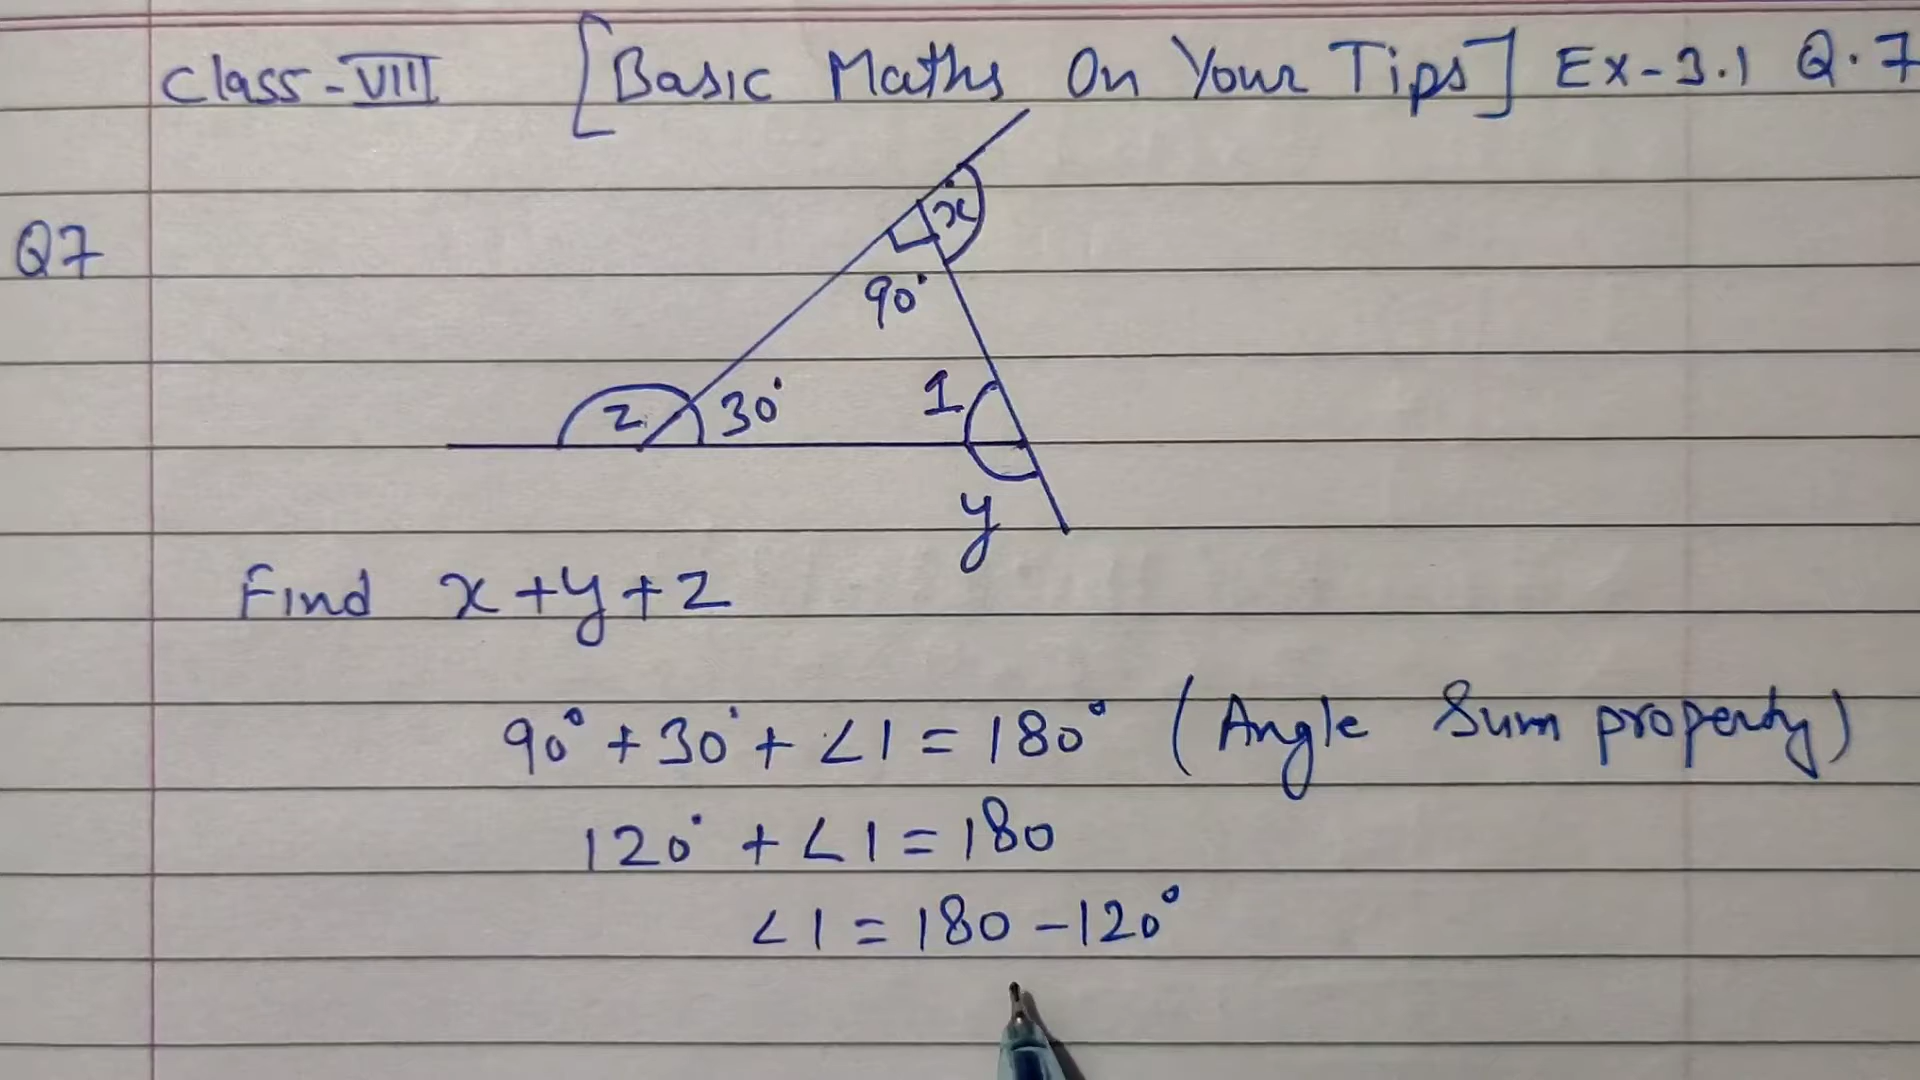 Class-VIII [Basic Maths On Your Tips] Ex-3.1 Q.7
Q7
x
90°
z 30° 1
y
Find x+y+z
90° + 30° + ∠1 = 180° (Angle Sum property)
120° + ∠1 = 180
∠1 = 180 - 120°